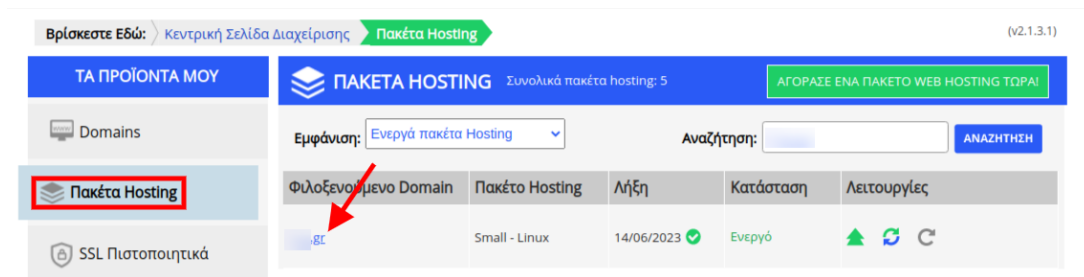 Βρίσκεστε Εδώ: Κεντρική Σελίδα Διαχείρισης Πακέτα Hosting (v2.1.3.1)
ΤΑ ΠΡΟΪΟΝΤΑ ΜΟΥ
ΠΑΚΕΤΑ HOSTING Συνολικά πακέτα hosting: 5 ΑΓΟΡΑΣΕ ΕΝΑ ΠΑΚΕΤΟ WEB HOSTING ΤΩΡΑ!
Domains
Εμφάνιση: Ενεργά πακέτα Hosting Αναζήτηση: ΑΝΑΖΗΤΗΣΗ
Πακέτα Hosting
Φιλοξενούμενο Domain Πακέτο Hosting Λήξη Κατάσταση Λειτουργίες
.gr Small - Linux 14/06/2023 Ενεργό
SSL Πιστοποιητικά